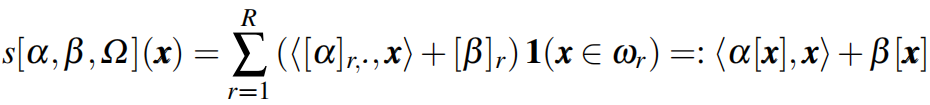 s[α,β,Ω](x) = ∑_{r=1}^{R} (⟨[α]_{r,·},x⟩ + [β]_r) 1(x ∈ ω_r) =: ⟨α[x],x⟩ + β[x]